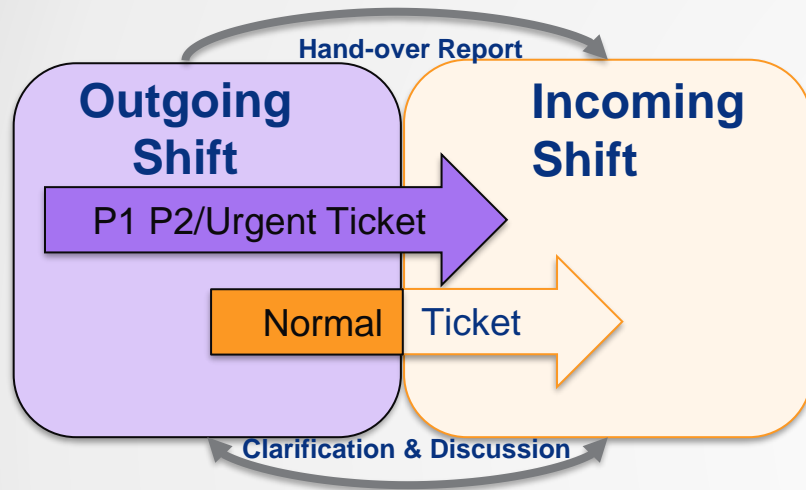 Hand-over Report
Outgoing
Shift
Incoming
Shift
P1 P2/Urgent Ticket
Normal Ticket
Clarification & Discussion